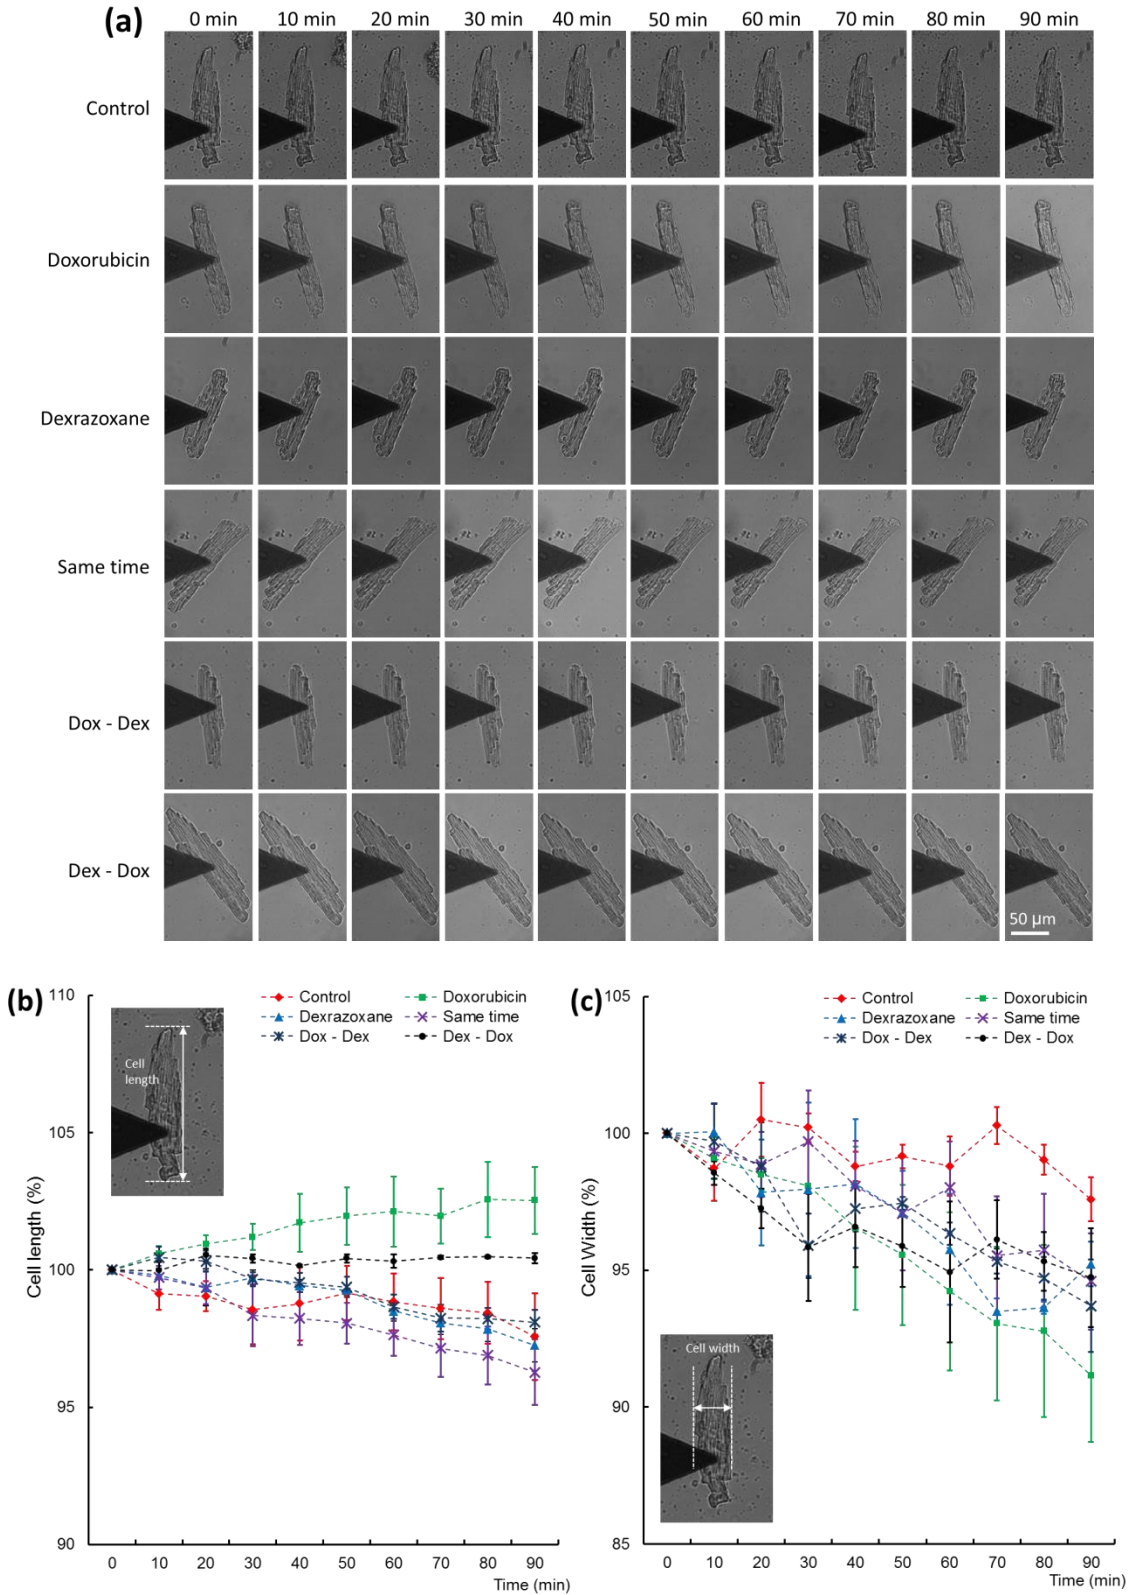 (a)
0 min 10 min 20 min 30 min 40 min 50 min 60 min 70 min 80 min 90 min
Control
Doxorubicin
Dexrazoxane
Same time
Dox - Dex
Dex - Dox
50 µm
(b)
110
105
100
95
90
Cell length (%)
Control
Doxorubicin
Dexrazoxane
Same time
Dox - Dex
Dex - Dox
Cell
length
0 10 20 30 40 50 60 70 80 90
Time (min)
(c)
105
100
95
90
85
Cell Width (%)
Control
Doxorubicin
Dexrazoxane
Same time
Dox - Dex
Dex - Dox
Cell width
0 10 20 30 40 50 60 70 80 90
Time (min)